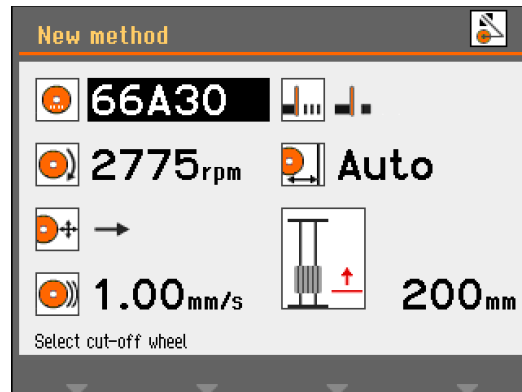 New method
66A30
2775rpm Auto
1.00mm/s 200mm
Select cut-off wheel